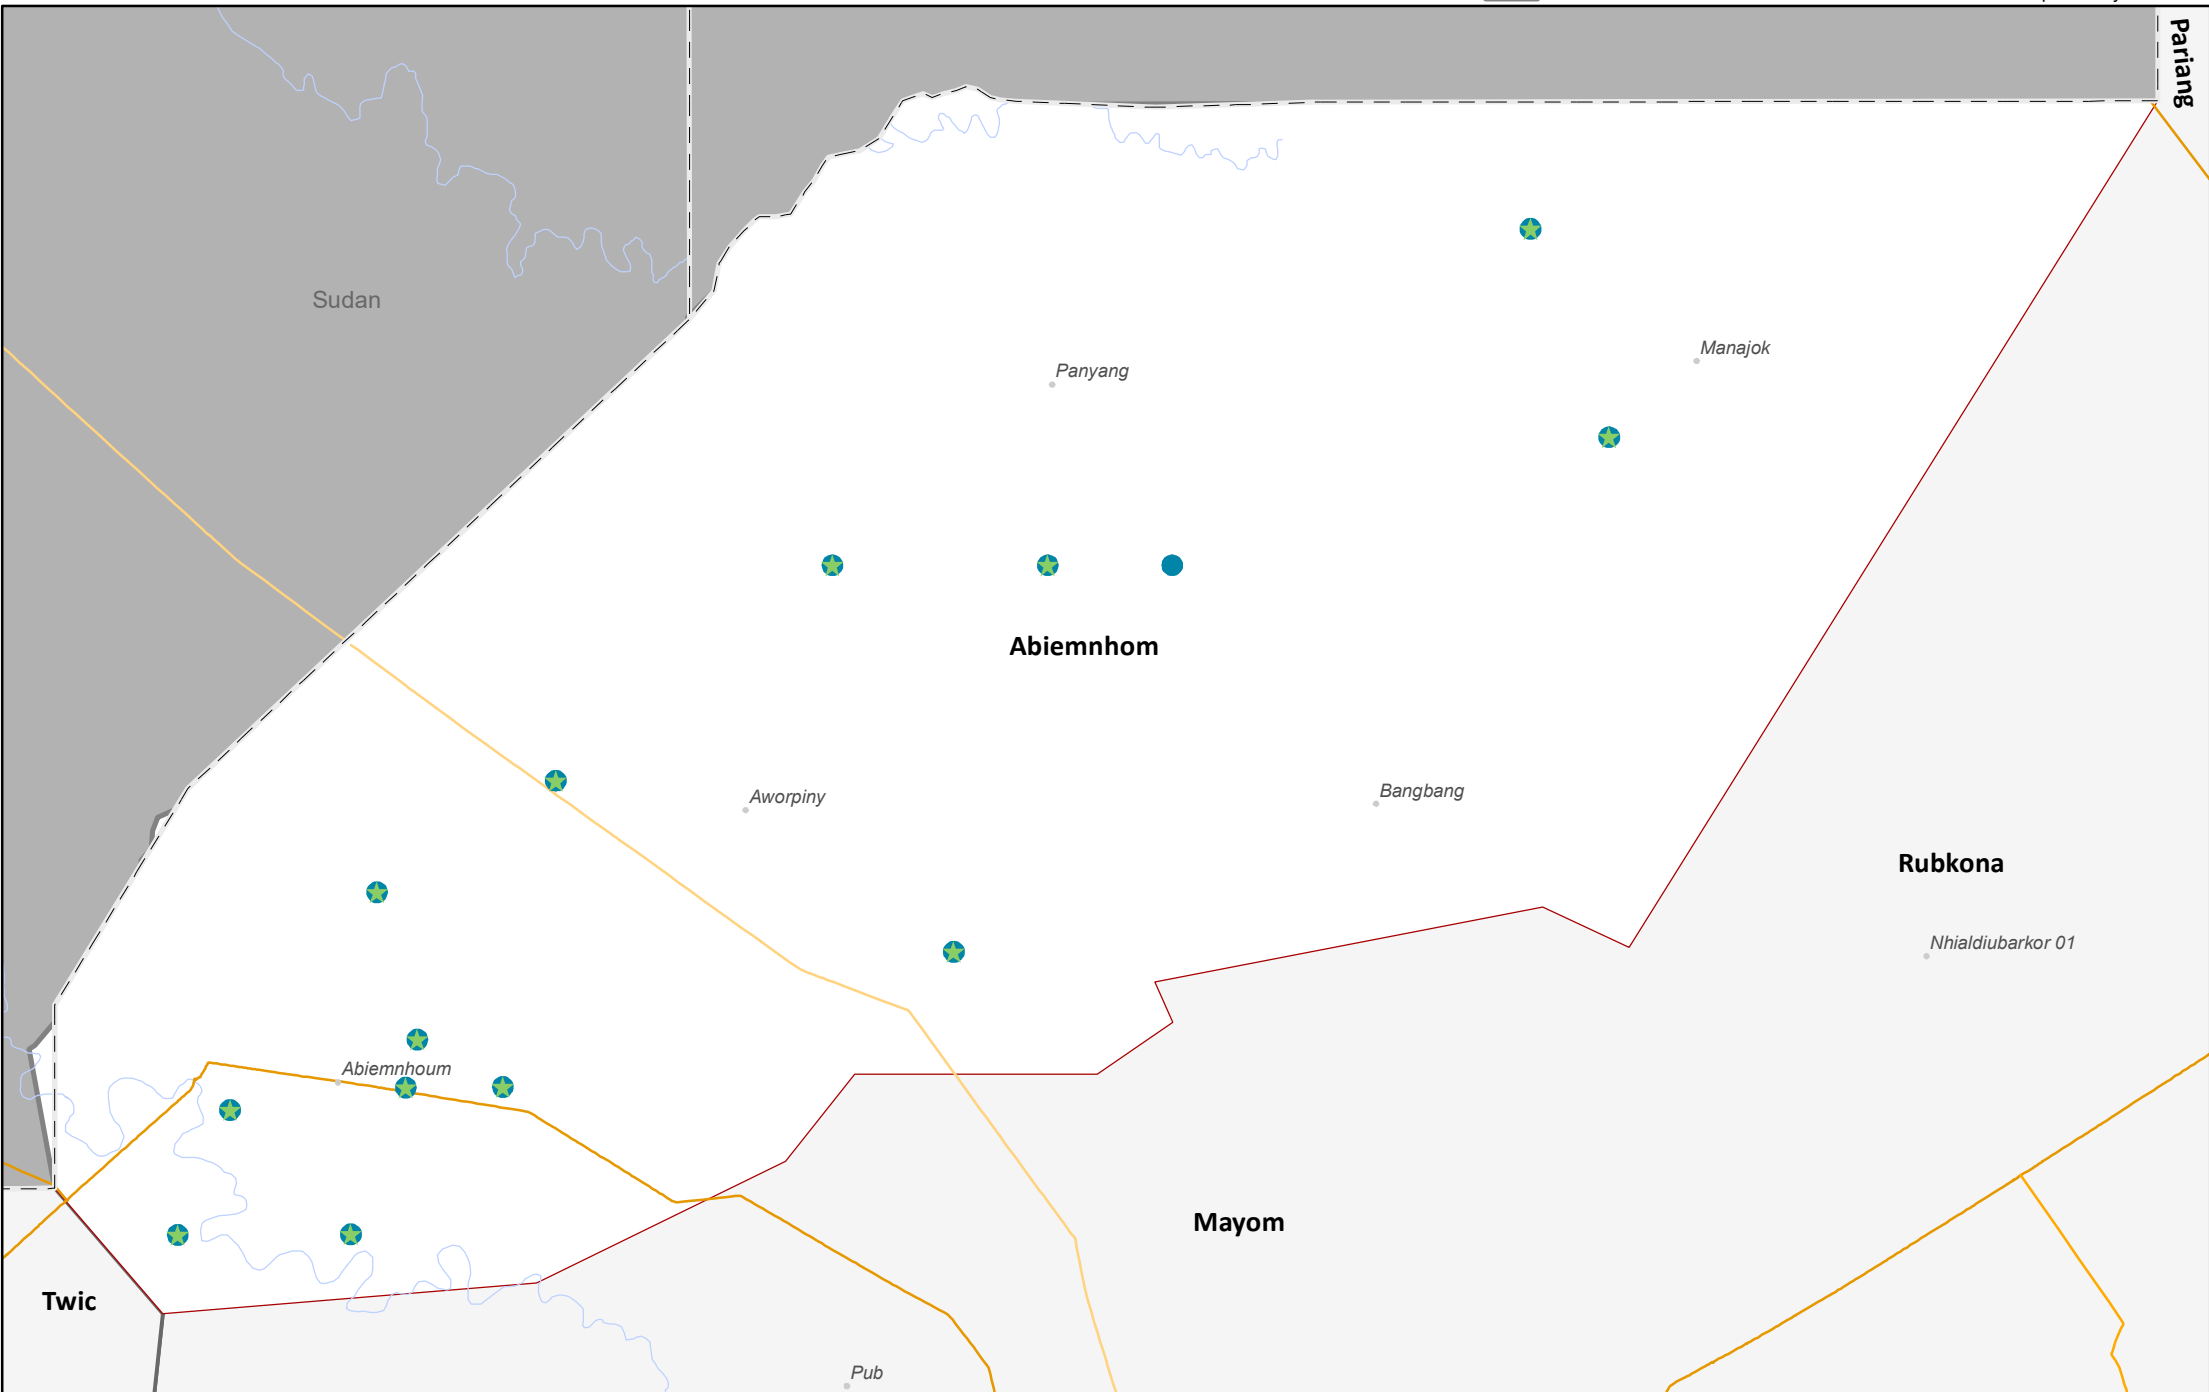 Pariang
Sudan
Manajok
Panyang
Abiemnhom
Bangbang
Aworpiny
Rubkona
Nhialdiubarkor 01
Abiemnhoum
Mayom
Twic
Pub